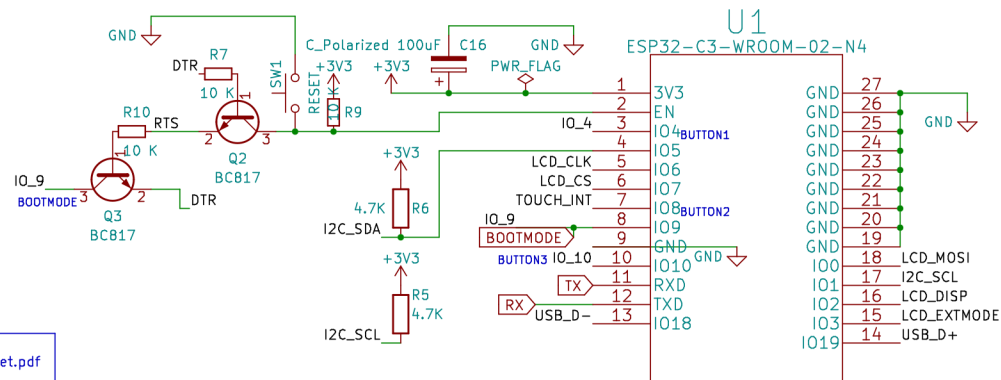 U1
ESP32-C3-WROOM-02-N4
GND
R7
DTR
10 K
1
2
3
Q2
BC817
R10
RTS
10 K
1
IO_9
BOOTMODE
3
2
DTR
Q3
BC817
SW1
RESET
+3V3
10 K
R9
C_Polarized 100uF
C16
+
GND
+3V3
PWR_FLAG
+3V3
4.7K
R6
I2C_SDA
+3V3
R5
4.7K
I2C_SCL
1 3V3
2 EN
IO_4 3 IO4 BUTTON1
4 IO5
LCD_CLK 5 IO6
LCD_CS 6 IO7
TOUCH_INT 7 IO8 BUTTON2
IO_9 8 IO9
BOOTMODE
9 GND GND
BUTTON3 IO_10 10 IO10
TX 11 RXD
RX 12 TXD
USB_D- 13 IO18
GND 27
GND 26
GND 25
GND
GND 24
GND 23
GND 22
GND 21
GND 20
GND 19
IO0 18 LCD_MOSI
IO1 17 I2C_SCL
IO2 16 LCD_DISP
IO3 15 LCD_EXTMODE
IO19 14 USB_D+
et.pdf